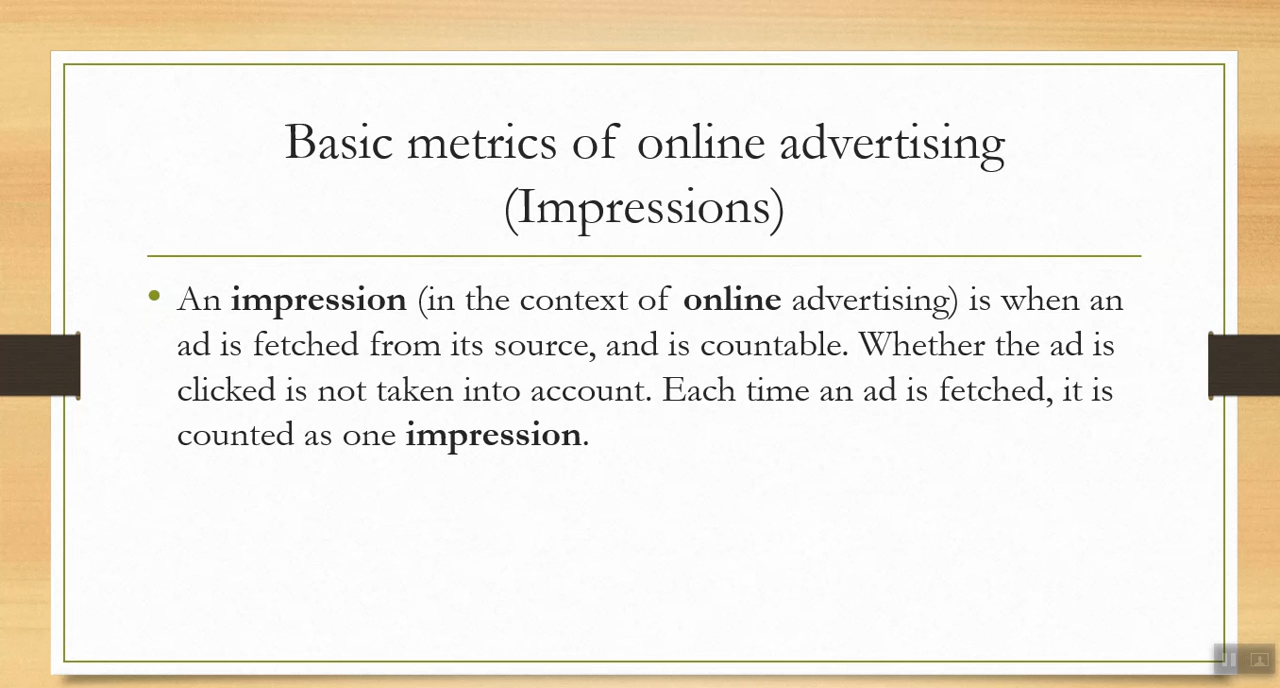 Basic metrics of online advertising
(Impressions)
• An impression (in the context of online advertising) is when an
ad is fetched from its source, and is countable. Whether the ad is
clicked is not taken into account. Each time an ad is fetched, it is
counted as one impression.